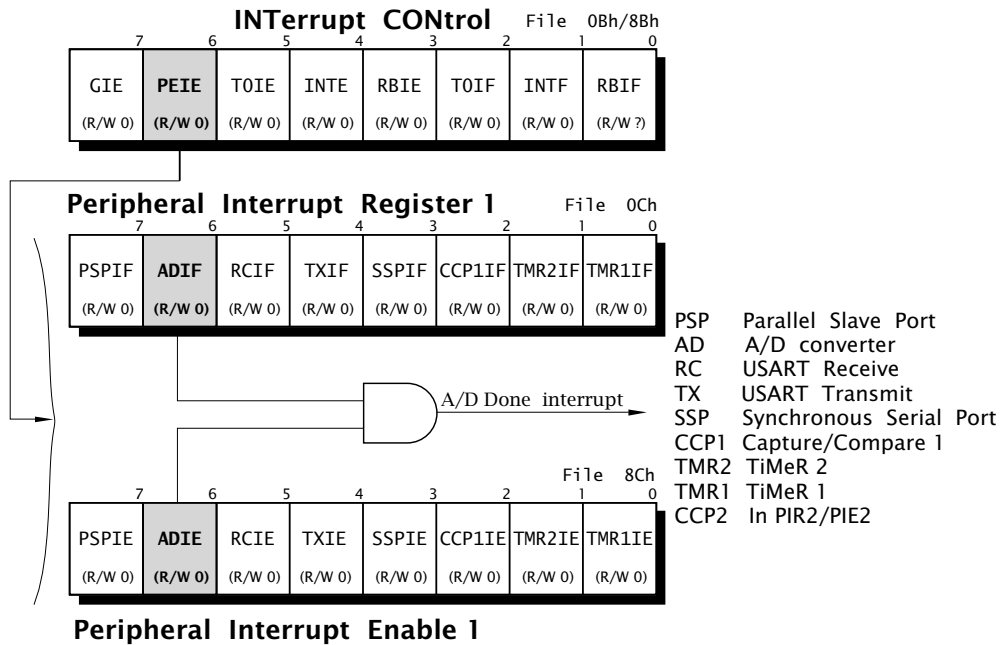 INTerrupt CONtrol File 0Bh/8Bh
7 6 5 4 3 2 1 0
GIE PEIE TOIE INTE RBIE TOIF INTF RBIF
(R/W 0) (R/W 0) (R/W 0) (R/W 0) (R/W 0) (R/W 0) (R/W 0) (R/W ?)
Peripheral Interrupt Register 1 File 0Ch
7 6 5 4 3 2 1 0
PSPIF ADIF RCIF TXIF SSPIF CCP1IF TMR2IF TMR1IF
(R/W 0) (R/W 0) (R/W 0) (R/W 0) (R/W 0) (R/W 0) (R/W 0) (R/W 0)
PSP Parallel Slave Port
AD A/D converter
RC USART Receive
TX USART Transmit
SSP Synchronous Serial Port
CCP1 Capture/Compare 1
TMR2 TiMeR 2
TMR1 TiMeR 1
CCP2 In PIR2/PIE2
A/D Done interrupt
File 8Ch
7 6 5 4 3 2 1 0
PSPIE ADIE RCIE TXIE SSPIE CCP1IE TMR2IE TMR1IE
(R/W 0) (R/W 0) (R/W 0) (R/W 0) (R/W 0) (R/W 0) (R/W 0) (R/W 0)
Peripheral Interrupt Enable 1